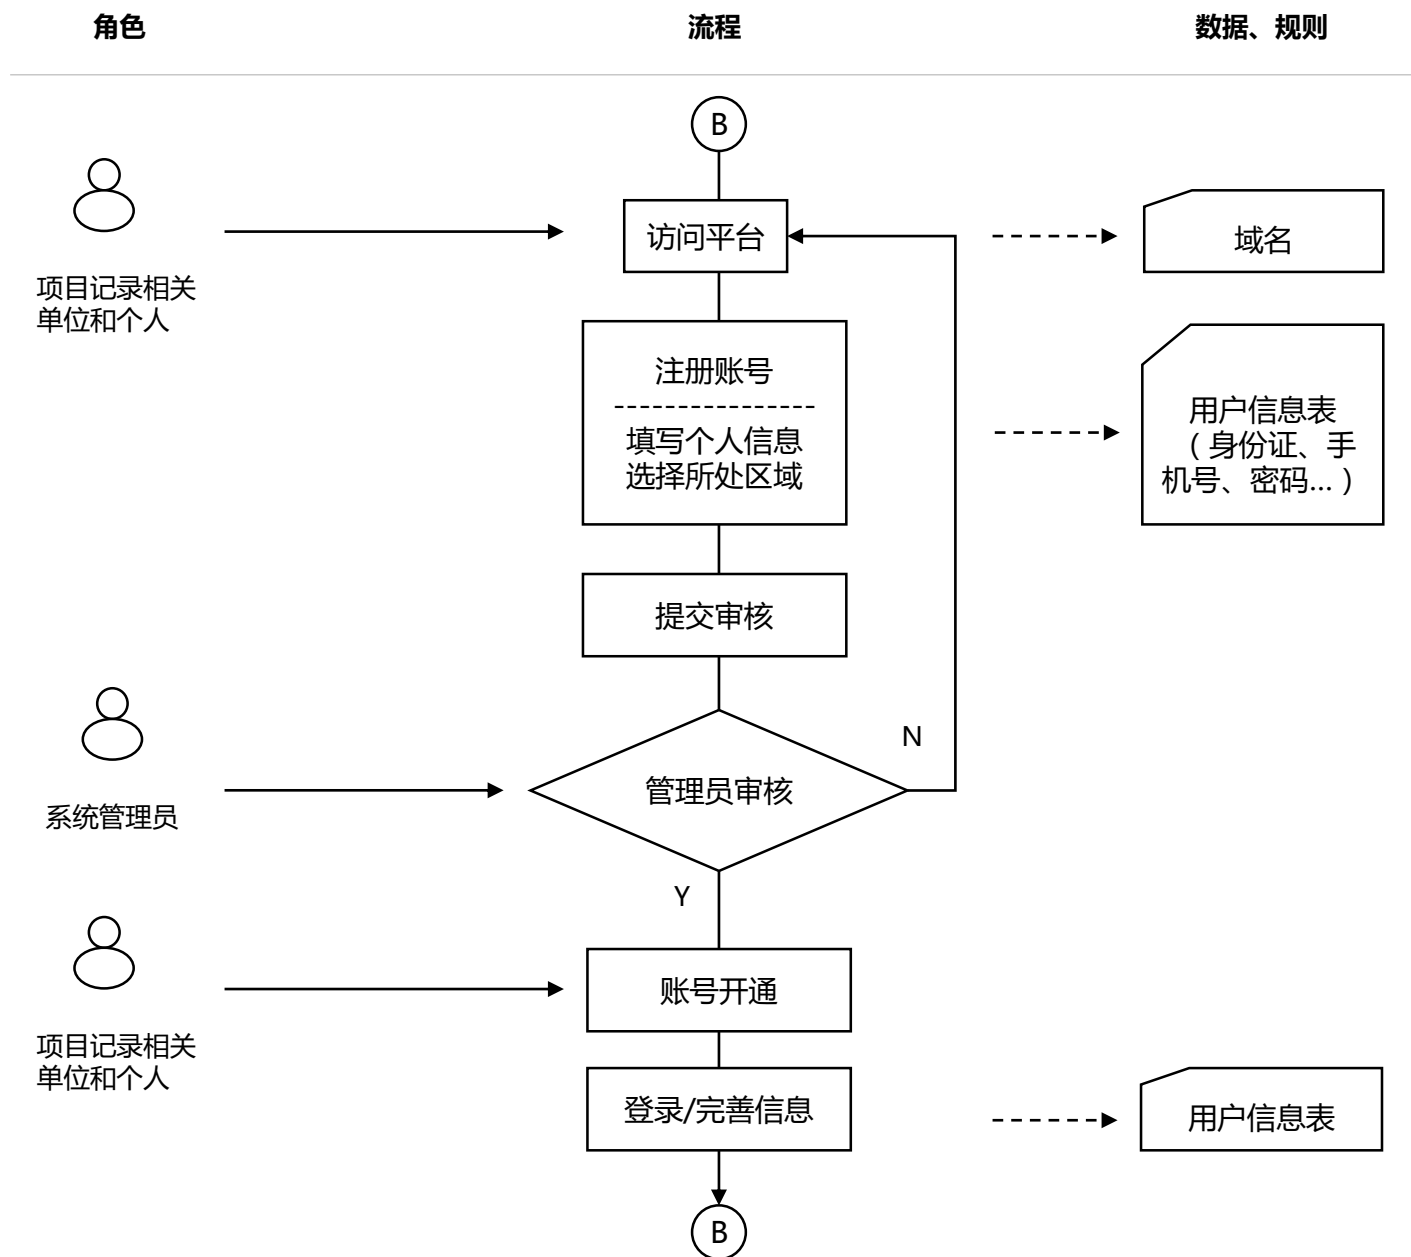 角色
流程
数据、规则
B
访问平台
域名
项目记录相关
单位和个人
注册账号
填写个人信息
选择所处区域
用户信息表
（身份证、手
机号、密码...）
提交审核
N
管理员审核
系统管理员
Y
账号开通
项目记录相关
单位和个人
登录/完善信息
用户信息表
B